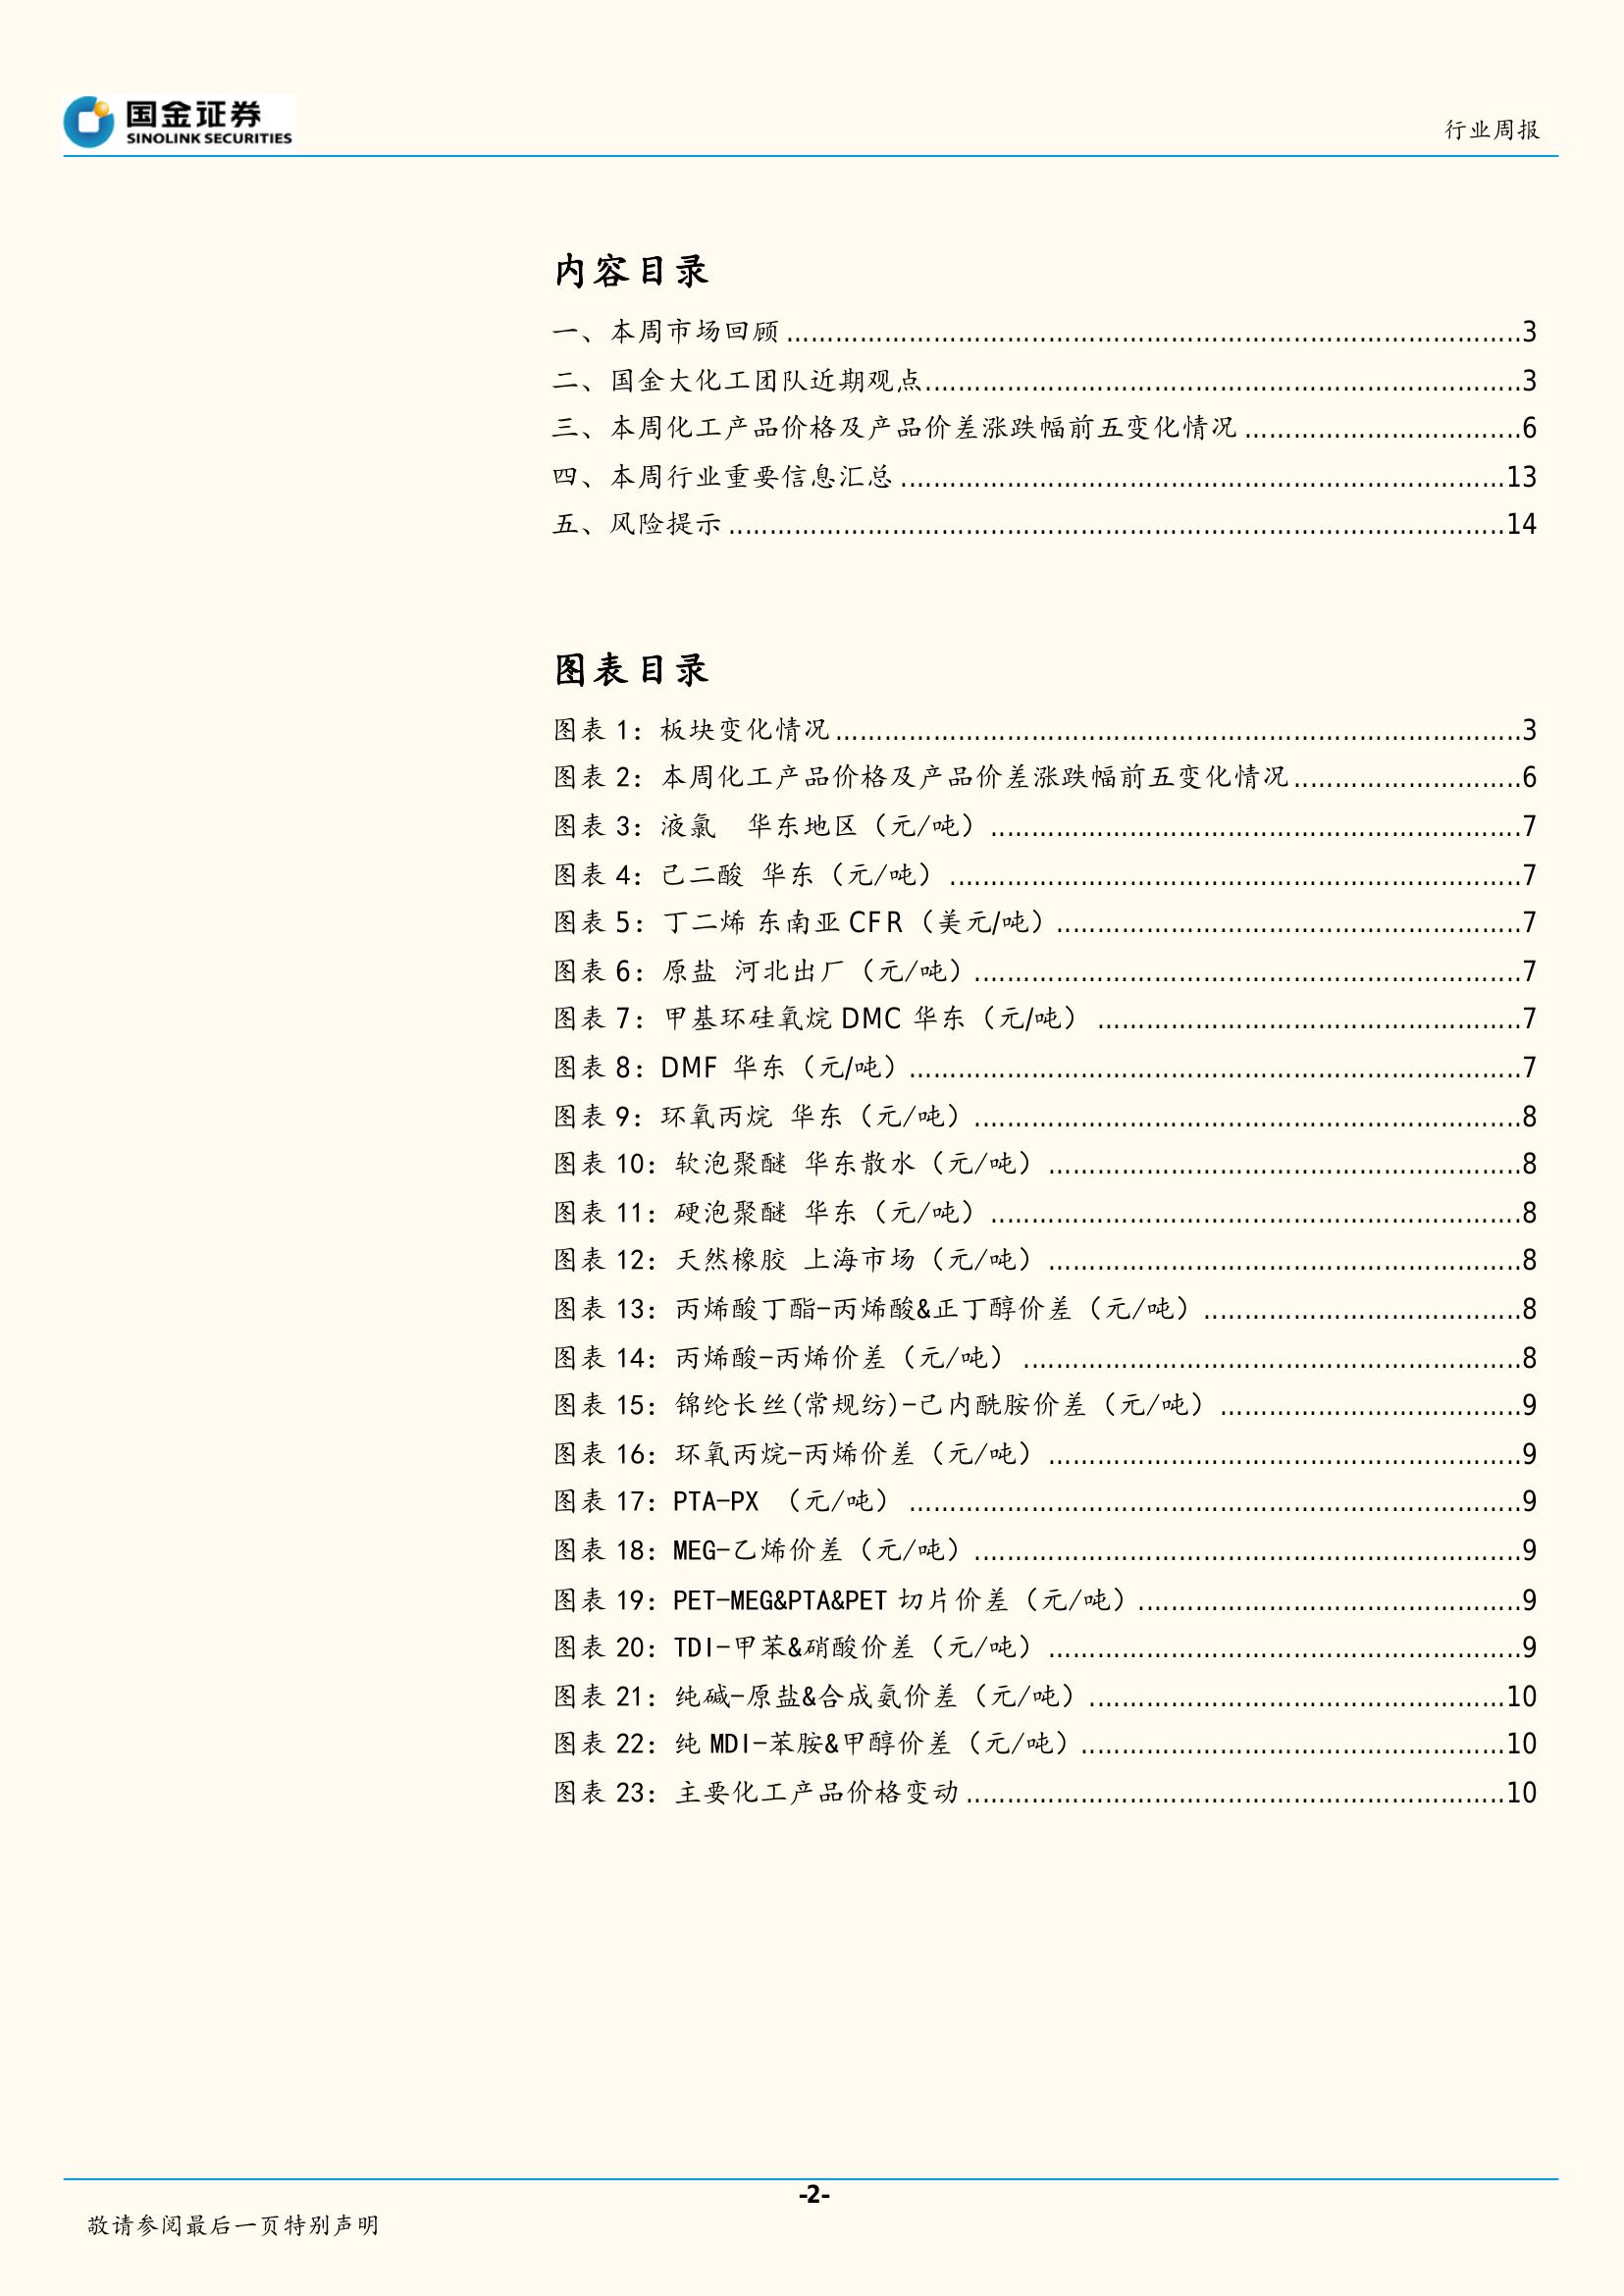 国金证券
SINOLINK SECURITIES
行业周报
内容目录
一、本周市场回顾 ........................................................................................3
二、国金大化工团队近期观点........................................................................3
三、本周化工产品价格及产品价差涨跌幅前五变化情况 .................................6
四、本周行业重要信息汇总 .........................................................................13
五、风险提示 ..............................................................................................14
图表目录
图表 1：板块变化情况...................................................................................3
图表 2：本周化工产品价格及产品价差涨跌幅前五变化情况...........................6
图表 3：液氯 华东地区（元/吨） ................................................................7
图表 4：己二酸 华东（元/吨） .....................................................................7
图表 5：丁二烯 东南亚 CFR（美元/吨）........................................................7
图表 6：原盐 河北出厂（元/吨）..................................................................7
图表 7：甲基环硅氧烷 DMC 华东（元/吨） ...................................................7
图表 8：DMF 华东（元/吨）..........................................................................7
图表 9：环氧丙烷 华东（元/吨）..................................................................8
图表 10：软泡聚醚 华东散水（元/吨） .........................................................8
图表 11：硬泡聚醚 华东（元/吨） ................................................................8
图表 12：天然橡胶 上海市场（元/吨） .........................................................8
图表 13：丙烯酸丁酯-丙烯酸&正丁醇价差（元/吨）......................................8
图表 14：丙烯酸-丙烯价差（元/吨） ............................................................8
图表 15：锦纶长丝(常规纺)-己内酰胺价差（元/吨） ....................................9
图表 16：环氧丙烷-丙烯价差（元/吨） .........................................................9
图表 17：PTA-PX （元/吨） ..........................................................................9
图表 18：MEG-乙烯价差（元/吨）..................................................................9
图表 19：PET-MEG&PTA&PET 切片价差（元/吨）..............................................9
图表 20：TDI-甲苯&硝酸价差（元/吨） .........................................................9
图表 21：纯碱-原盐&合成氨价差（元/吨）..................................................10
图表 22：纯 MDI-苯胺&甲醇价差（元/吨）...................................................10
图表 23：主要化工产品价格变动 .................................................................10
-2-
敬请参阅最后一页特别声明